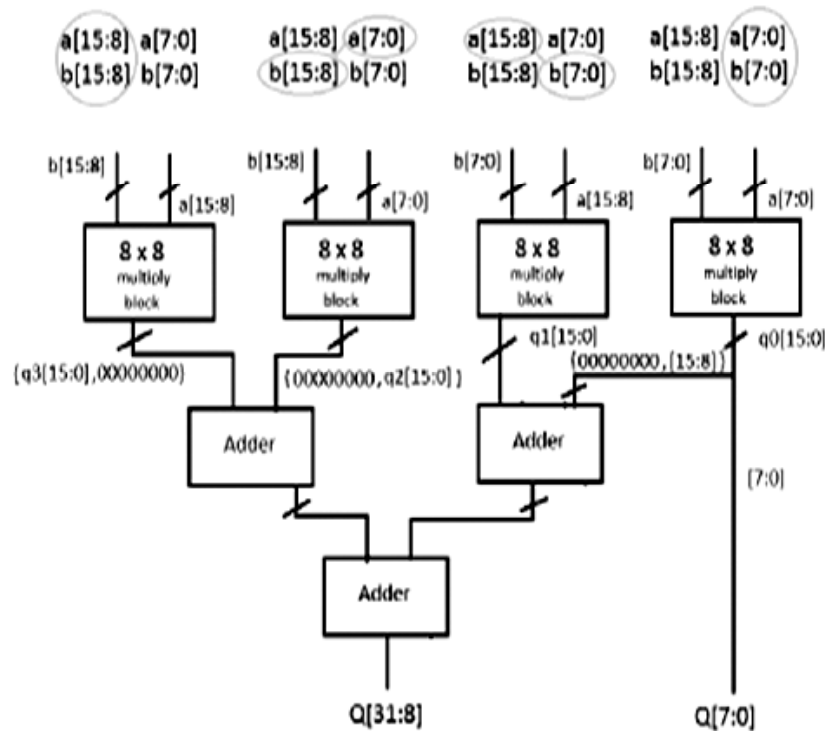 a[15:8] a[7:0] a[15:8] a[7:0] a[15:8] a[7:0] a[15:8] a[7:0]
b[15:8] b[7:0] b[15:8] b[7:0] b[15:8] b[7:0] b[15:8] b[7:0]
b[15:8] b[15:8] b[7:0] b[7:0]
a[15:8] a[7:0] a[15:8] a[7:0]
8 x 8 8 x 8 8 x 8 8 x 8
multiply multiply multiply multiply
block block block block
q1[15:0] q0[15:0]
{q3[15:0],00000000} {00000000,q2[15:0]} {00000000,[15:8]}
Adder Adder
[7:0]
Adder
Q[31:8] Q[7:0]